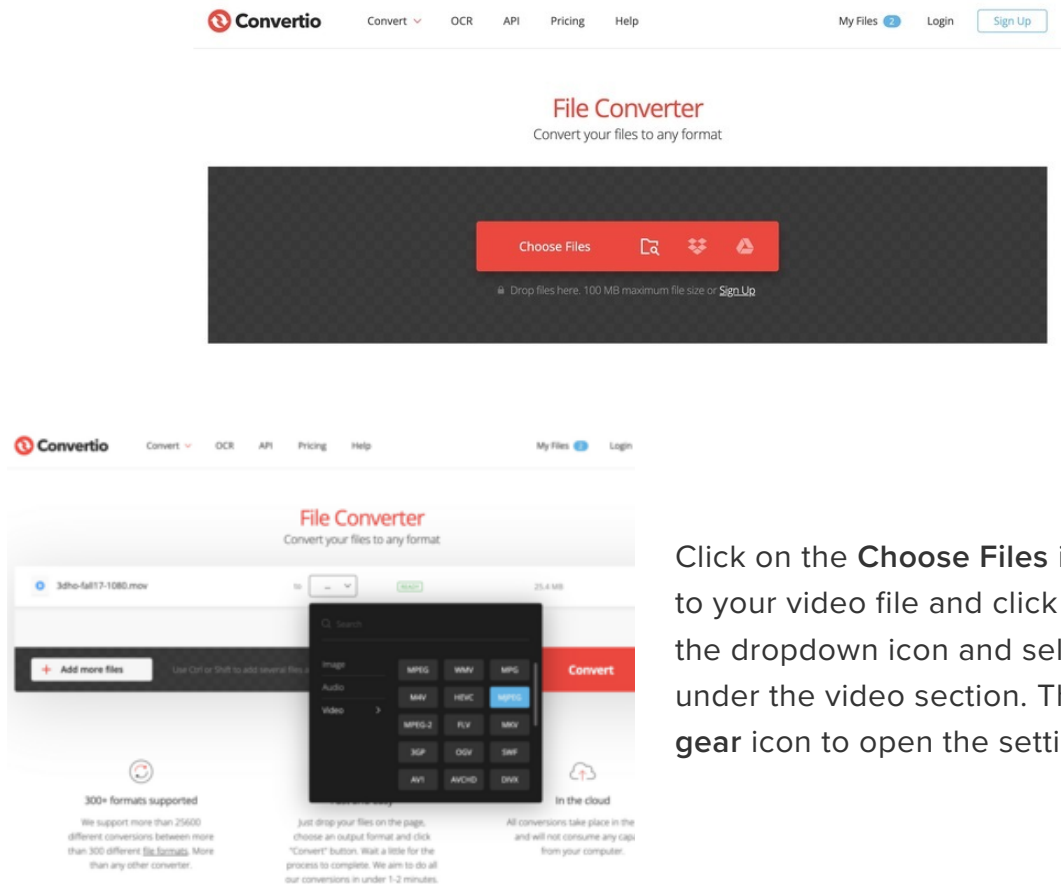 Convertio Convert OCR API Pricing Help My Files 2 Login Sign Up
File Converter
Convert your files to any format
Choose Files
Drop files here. 100 MB maximum file size or Sign Up
Convertio Convert OCR API Pricing Help My Files 2 Login
File Converter
Convert your files to any format
3dho-fall17-1080.mov to ... READY 25.4 MB
Search
Add more files Use Ctrl or Shift to add several files a Convert
Image MPEG WMV MPG
Audio
M4V HEVC MJPEG
Video
MPEG-2 FLV MKV
3GP OGV SWF
AV1 AVCHD DIVX
300+ formats supported
In the cloud
We support more than 25600
different conversions between more
than 300 different file formats. More
than any other converter.
Just drop your files on the page,
choose an output format and click
"Convert" button. Wait a little for the
process to complete. We aim to do all
our conversions in under 1-2 minutes.
All conversions take place in the
and will not consume any capa
from your computer.
Click on the Choose Files i
to your video file and click
the dropdown icon and sel
under the video section. Th
gear icon to open the setti